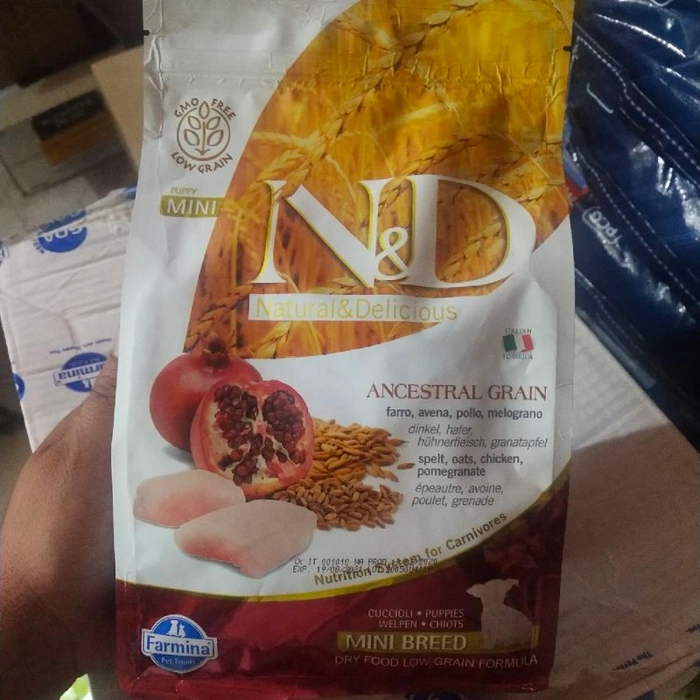 GMO FREE
LOW GRAIN
PUPPY
MINI
N&D
Natural&Delicious
ITALIAN
FORMULA
ANCESTRAL GRAIN
farro, avena, pollo, melograno
dinkel, hafer,
hühnerfleisch, granatapfel
spelt, oats, chicken,
pomegranate
épeautre, avoine,
poulet, grenade
Nutrition System for Carnivores
CUCCIOLI • PUPPIES
WELPEN • CHIOTS
MINI BREED
DRY FOOD LOW-GRAIN FORMULA
Farmina
Pet Foods
Farmina